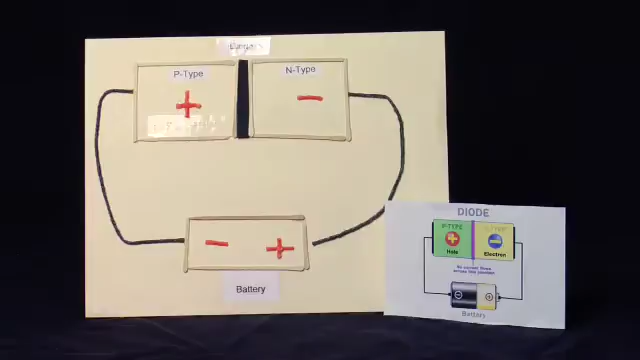 P-Type
+
N-Type
-
- +
Battery
DIODE
P-TYPE
Hole
Electron
Battery